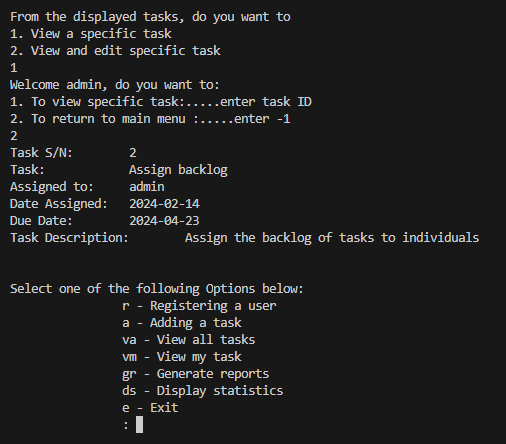 From the displayed tasks, do you want to
1. View a specific task
2. View and edit specific task
1
Welcome admin, do you want to:
1. To view specific task:.....enter task ID
2. To return to main menu :.....enter -1
2
Task S/N: 2
Task: Assign backlog
Assigned to: admin
Date Assigned: 2024-02-14
Due Date: 2024-04-23
Task Description: Assign the backlog of tasks to individuals
Select one of the following Options below:
r - Registering a user
a - Adding a task
va - View all tasks
vm - View my task
gr - Generate reports
ds - Display statistics
e - Exit
: